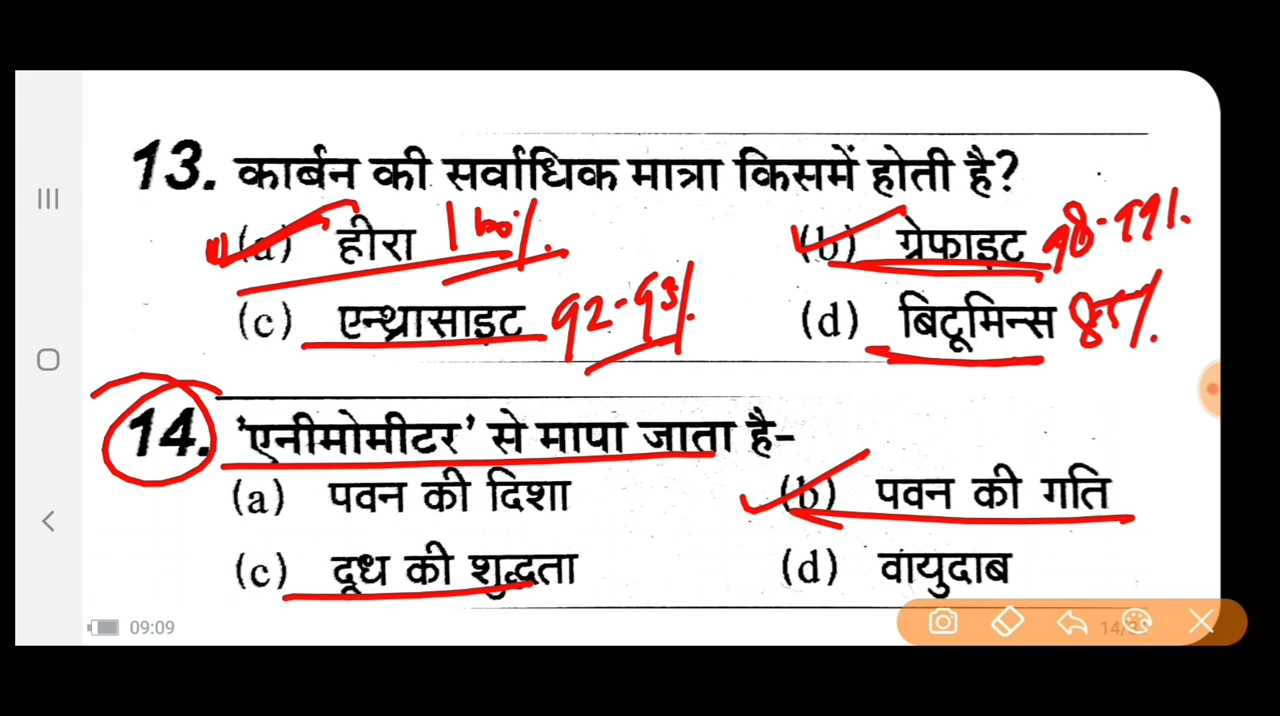 13. कार्बन की सर्वाधिक मात्रा किसमें होती है?
(a) हीरा 100% (b) ग्रेफाइट 98-99%.
(c) एन्थ्रासाइट 92-93%. (d) बिटूमिन्स 85%.
14. 'एनीमोमीटर' से मापा जाता है-
(a) पवन की दिशा (b) पवन की गति
(c) दूध की शुद्धता (d) वायुदाब
09:09